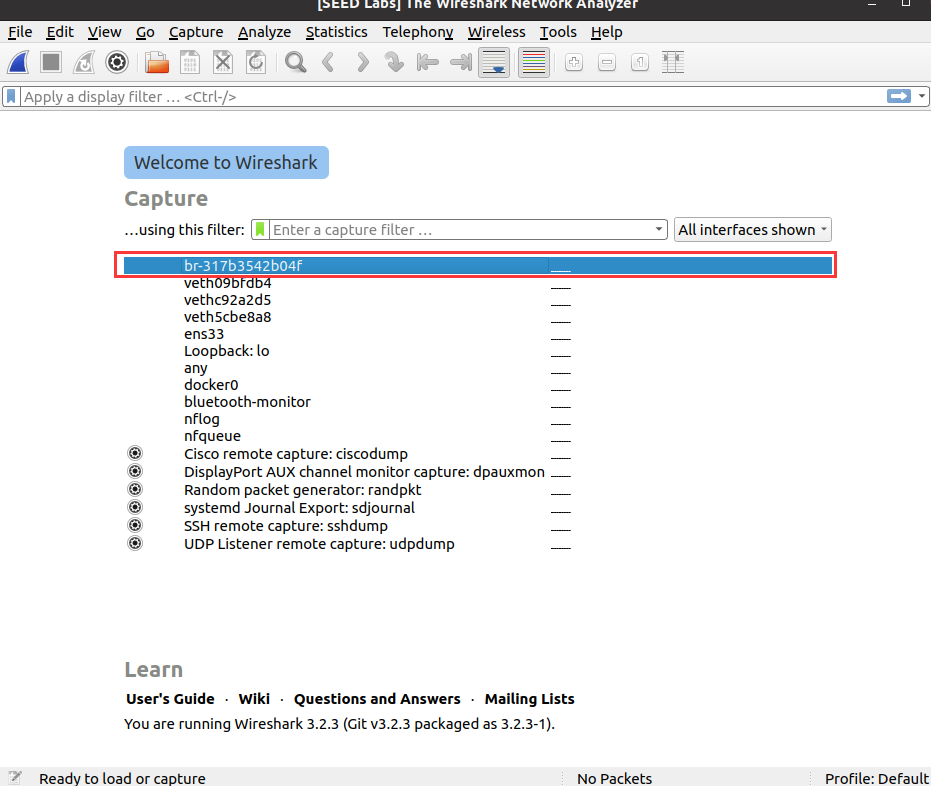 [SEED Labs] The Wireshark Network Analyzer
File Edit View Go Capture Analyze Statistics Telephony Wireless Tools Help
Apply a display filter … <Ctrl-/>
Welcome to Wireshark
Capture
…using this filter: Enter a capture filter … All interfaces shown
br-317b3542b04f
veth09bfdb4
vethc92a2d5
veth5cbe8a8
ens33
Loopback: lo
any
docker0
bluetooth-monitor
nflog
nfqueue
Cisco remote capture: ciscodump
DisplayPort AUX channel monitor capture: dpauxmon
Random packet generator: randpkt
systemd Journal Export: sdjournal
SSH remote capture: sshdump
UDP Listener remote capture: udpdump
Learn
User's Guide · Wiki · Questions and Answers · Mailing Lists
You are running Wireshark 3.2.3 (Git v3.2.3 packaged as 3.2.3-1).
Ready to load or capture No Packets Profile: Default